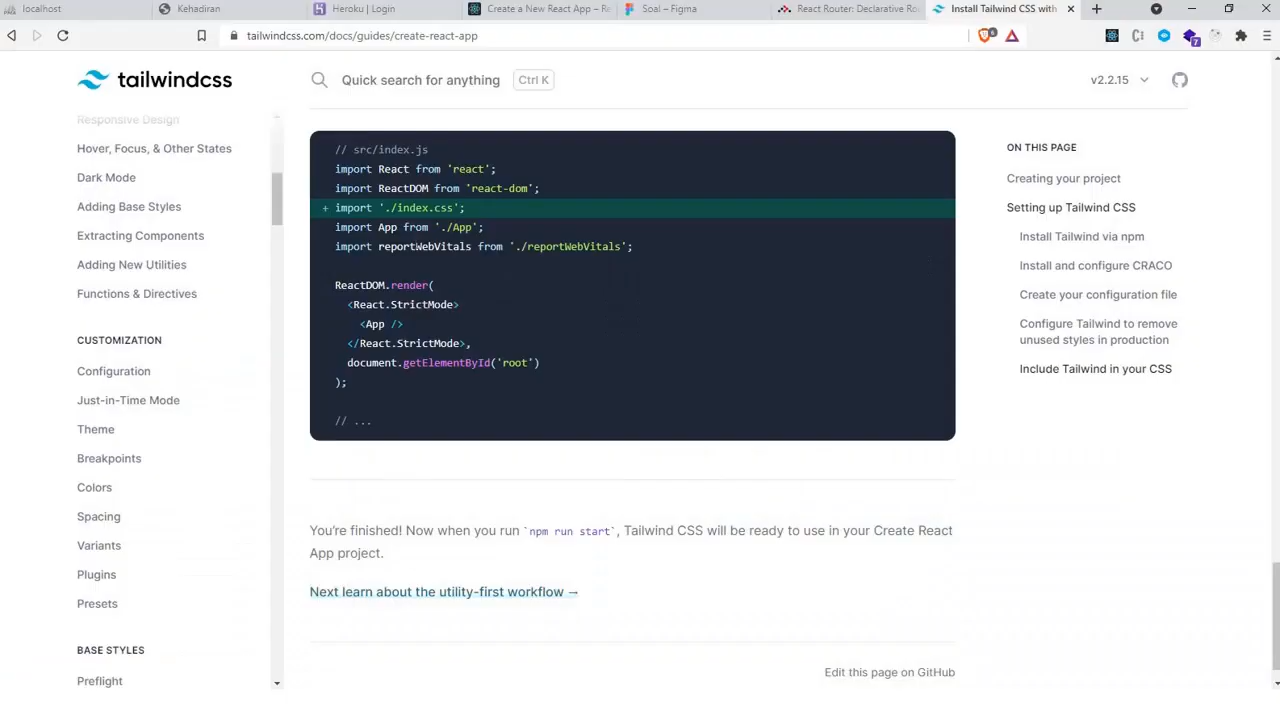 localhost
Kehadiran
Heroku | Login
Create a New React App – Re
Soal – Figma
React Router: Declarative Ro
Install Tailwind CSS with
tailwindcss.com/docs/guides/create-react-app
6
7
tailwindcss
Quick search for anything
Ctrl K
v2.2.15
Responsive Design
Hover, Focus, & Other States
Dark Mode
Adding Base Styles
Extracting Components
Adding New Utilities
Functions & Directives
CUSTOMIZATION
Configuration
Just-in-Time Mode
Theme
Breakpoints
Colors
Spacing
Variants
Plugins
Presets
BASE STYLES
Preflight
// src/index.js
import React from 'react';
import ReactDOM from 'react-dom';
+ import './index.css';
import App from './App';
import reportWebVitals from './reportWebVitals';
ReactDOM.render(
<React.StrictMode>
<App />
</React.StrictMode>,
document.getElementById('root')
);
// ...
You're finished! Now when you run `npm run start`, Tailwind CSS will be ready to use in your Create React
App project.
Next learn about the utility-first workflow →
Edit this page on GitHub
ON THIS PAGE
Creating your project
Setting up Tailwind CSS
Install Tailwind via npm
Install and configure CRACO
Create your configuration file
Configure Tailwind to remove
unused styles in production
Include Tailwind in your CSS